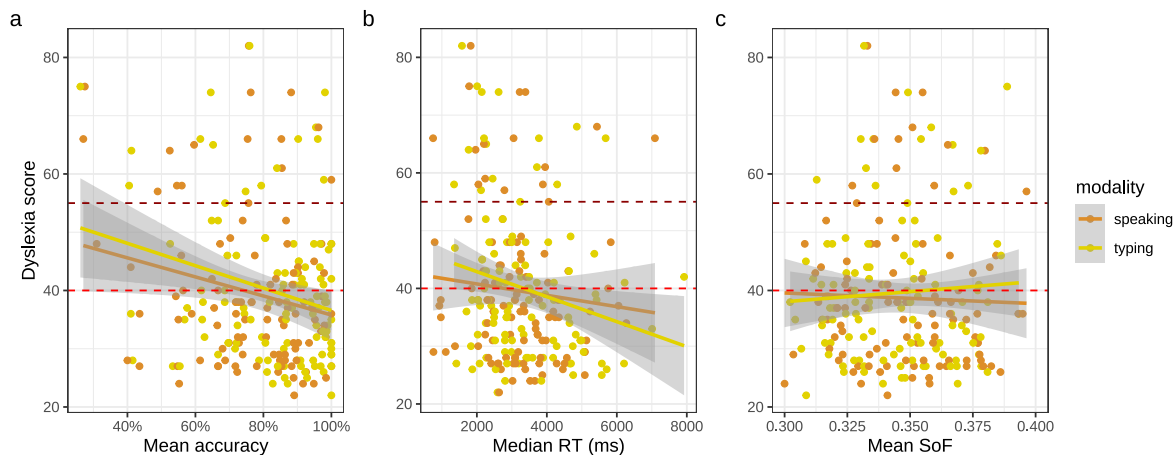 a
b
c
Dyslexia score
80
60
40
20
40%
60%
80%
100%
Mean accuracy
80
60
40
20
2000
4000
6000
8000
Median RT (ms)
80
60
40
20
0.300
0.325
0.350
0.375
0.400
Mean SoF
modality
speaking
typing